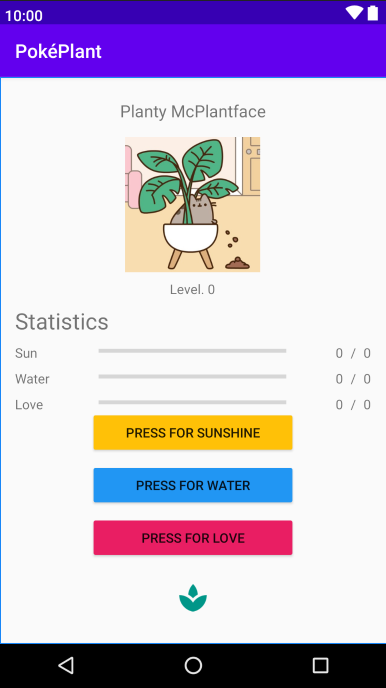 10:00
PokéPlant
Planty McPlantface
Level. 0
Statistics
Sun 0 / 0
Water 0 / 0
Love 0 / 0
PRESS FOR SUNSHINE
PRESS FOR WATER
PRESS FOR LOVE